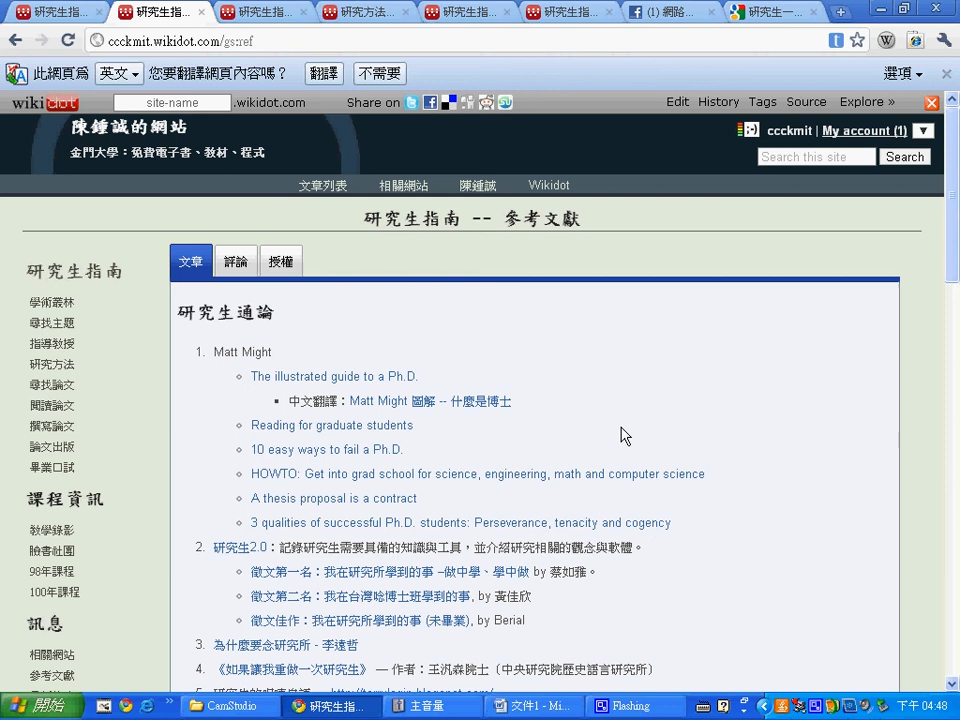 研究生指...
研究生指...
研究生指...
研究方法...
研究生指...
研究生指...
(1) 網路...
研究生一...
ccckmit.wikidot.com/gs:ref
此網頁為 英文 您要翻譯網頁內容嗎？ 翻譯 不需要 選項
wikidot site-name .wikidot.com Share on Edit History Tags Source Explore »
陳鍾誠的網站
金門大學：免費電子書、教材、程式
ccckmit | My account (1)
Search this site Search
文章列表 相關網站 陳鍾誠 Wikidot
研究生指南 -- 參考文獻
研究生指南
學術叢林
尋找主題
指導教授
研究方法
尋找論文
閱讀論文
撰寫論文
論文出版
畢業口試
課程資訊
教學錄影
臉書社團
98年課程
100年課程
訊息
相關網站
參考文獻
文章 評論 授權
研究生通論
1. Matt Might
The illustrated guide to a Ph.D.
中文翻譯：Matt Might 圖解 -- 什麼是博士
Reading for graduate students
10 easy ways to fail a Ph.D.
HOWTO: Get into grad school for science, engineering, math and computer science
A thesis proposal is a contract
3 qualities of successful Ph.D. students: Perseverance, tenacity and cogency
2. 研究生2.0：記錄研究生需要具備的知識與工具，並介紹研究相關的觀念與軟體。
徵文第一名：我在研究所學到的事 –做中學、學中做 by 蔡如雅。
徵文第二名：我在台灣唸博士班學到的事, by 黃佳欣
徵文佳作：我在研究所學到的事 (未畢業), by Berial
3. 為什麼要念研究所 - 李遠哲
4. 《如果讓我重做一次研究生》 — 作者：王汎森院士（中央研究院歷史語言研究所）
開始 CamStudio 研究生指... 主音量 文件1 - Mi... Flashing 下午 04:48